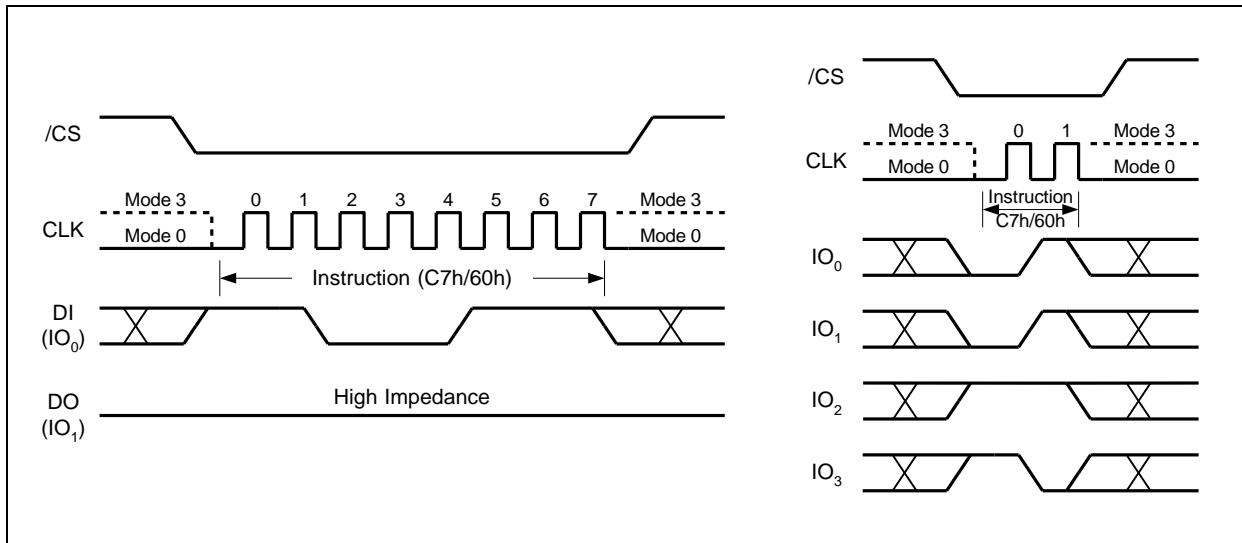 /CS
Mode 3 0 1 2 3 4 5 6 7 Mode 3
CLK
Mode 0 Mode 0
Instruction (C7h/60h)
DI
(IO0)
High Impedance
DO
(IO1)
/CS
Mode 3 0 1 Mode 3
CLK
Mode 0 Mode 0
Instruction
C7h/60h
IO0
IO1
IO2
IO3